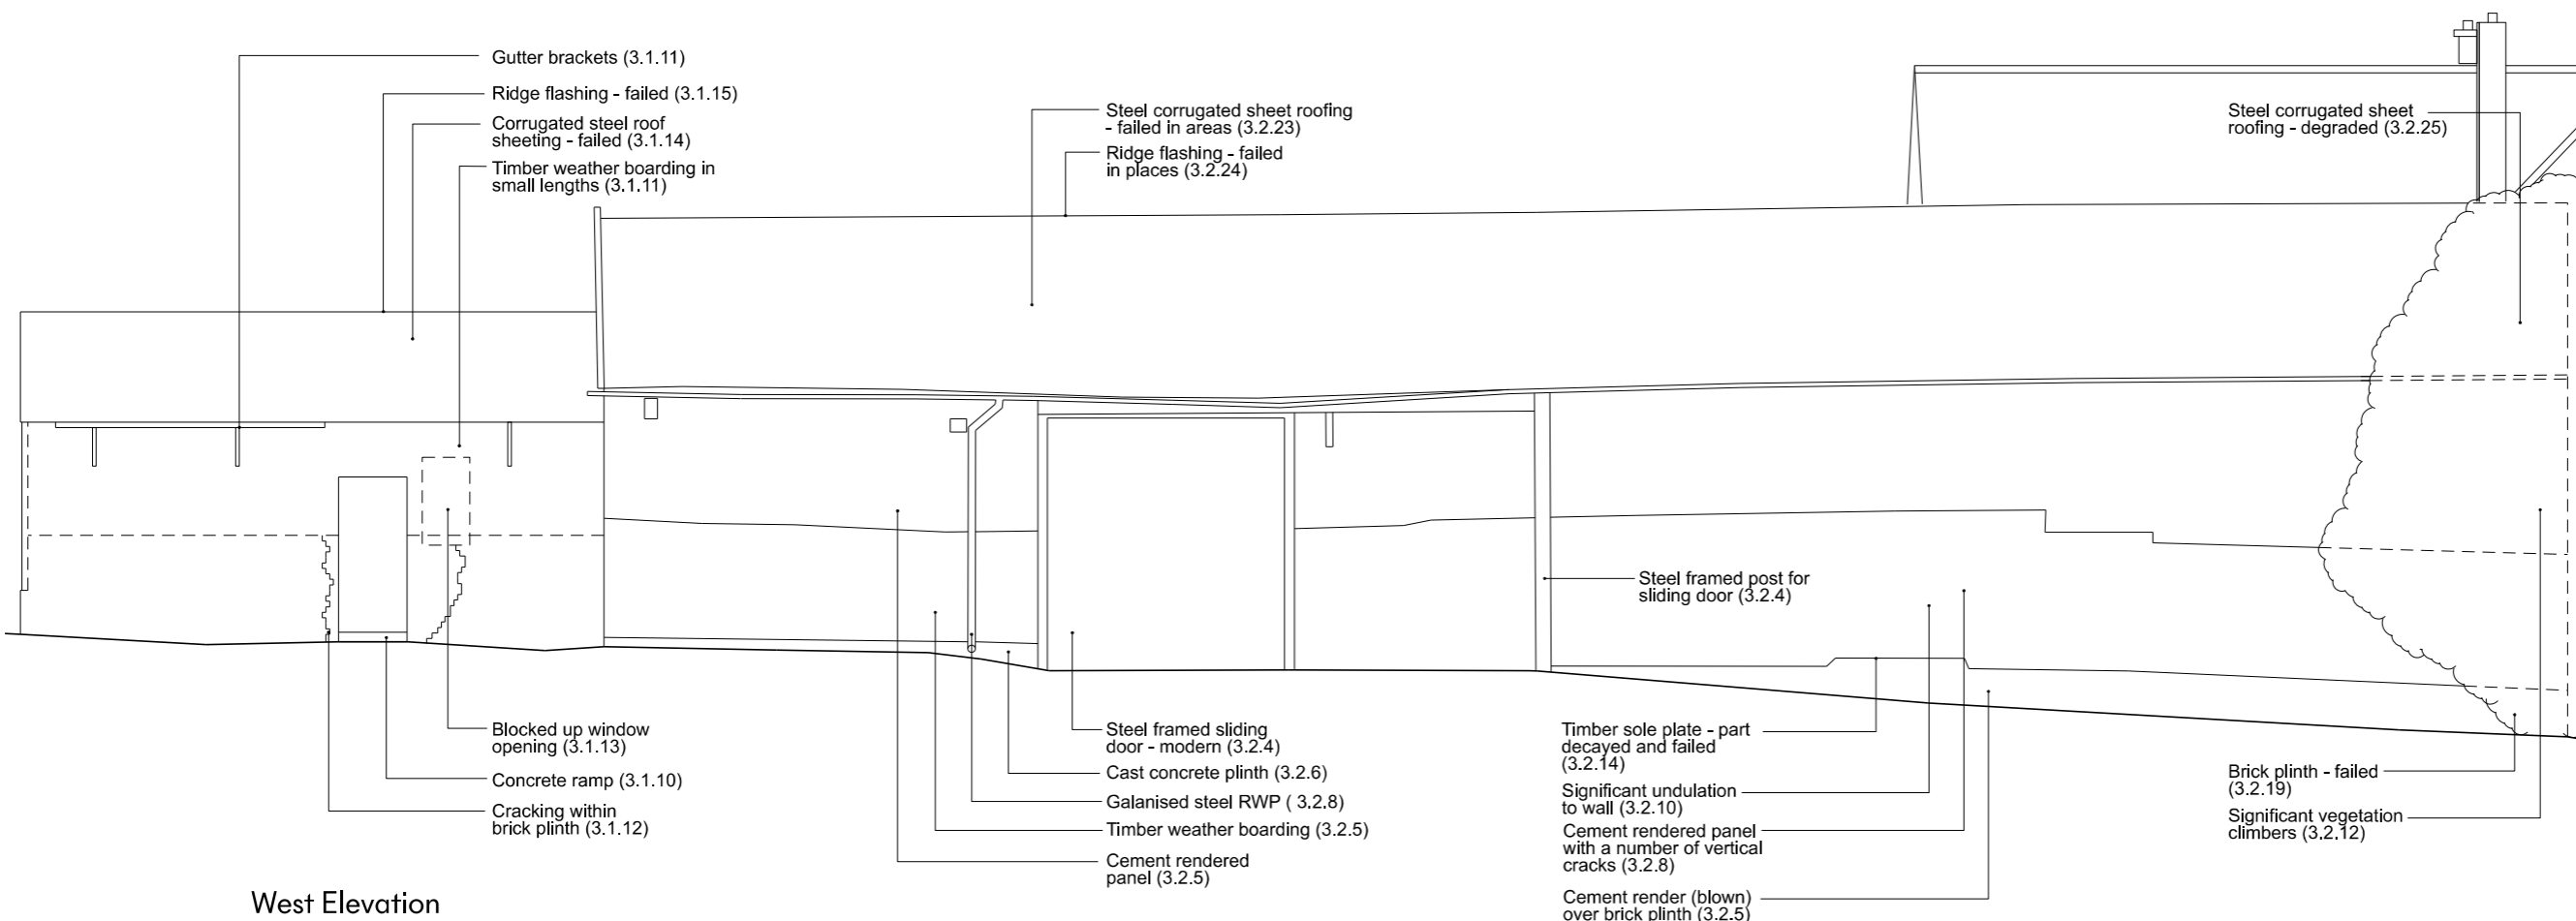 Gutter brackets (3.1.11)
Ridge flashing - failed (3.1.15)
Corrugated steel roof
sheeting - failed (3.1.14)
Timber weather boarding in
small lengths (3.1.11)
Steel corrugated sheet roofing
- failed in areas (3.2.23)
Ridge flashing - failed
in places (3.2.24)
Steel corrugated sheet
roofing - degraded (3.2.25)
Steel framed post for
sliding door (3.2.4)
Blocked up window
opening (3.1.13)
Concrete ramp (3.1.10)
Cracking within
brick plinth (3.1.12)
Steel framed sliding
door - modern (3.2.4)
Cast concrete plinth (3.2.6)
Galanised steel RWP ( 3.2.8)
Timber weather boarding (3.2.5)
Cement rendered
panel (3.2.5)
Timber sole plate - part
decayed and failed
(3.2.14)
Significant undulation
to wall (3.2.10)
Cement rendered panel
with a number of vertical
cracks (3.2.8)
Cement render (blown)
over brick plinth (3.2.5)
Brick plinth - failed
(3.2.19)
Significant vegetation
climbers (3.2.12)
West Elevation